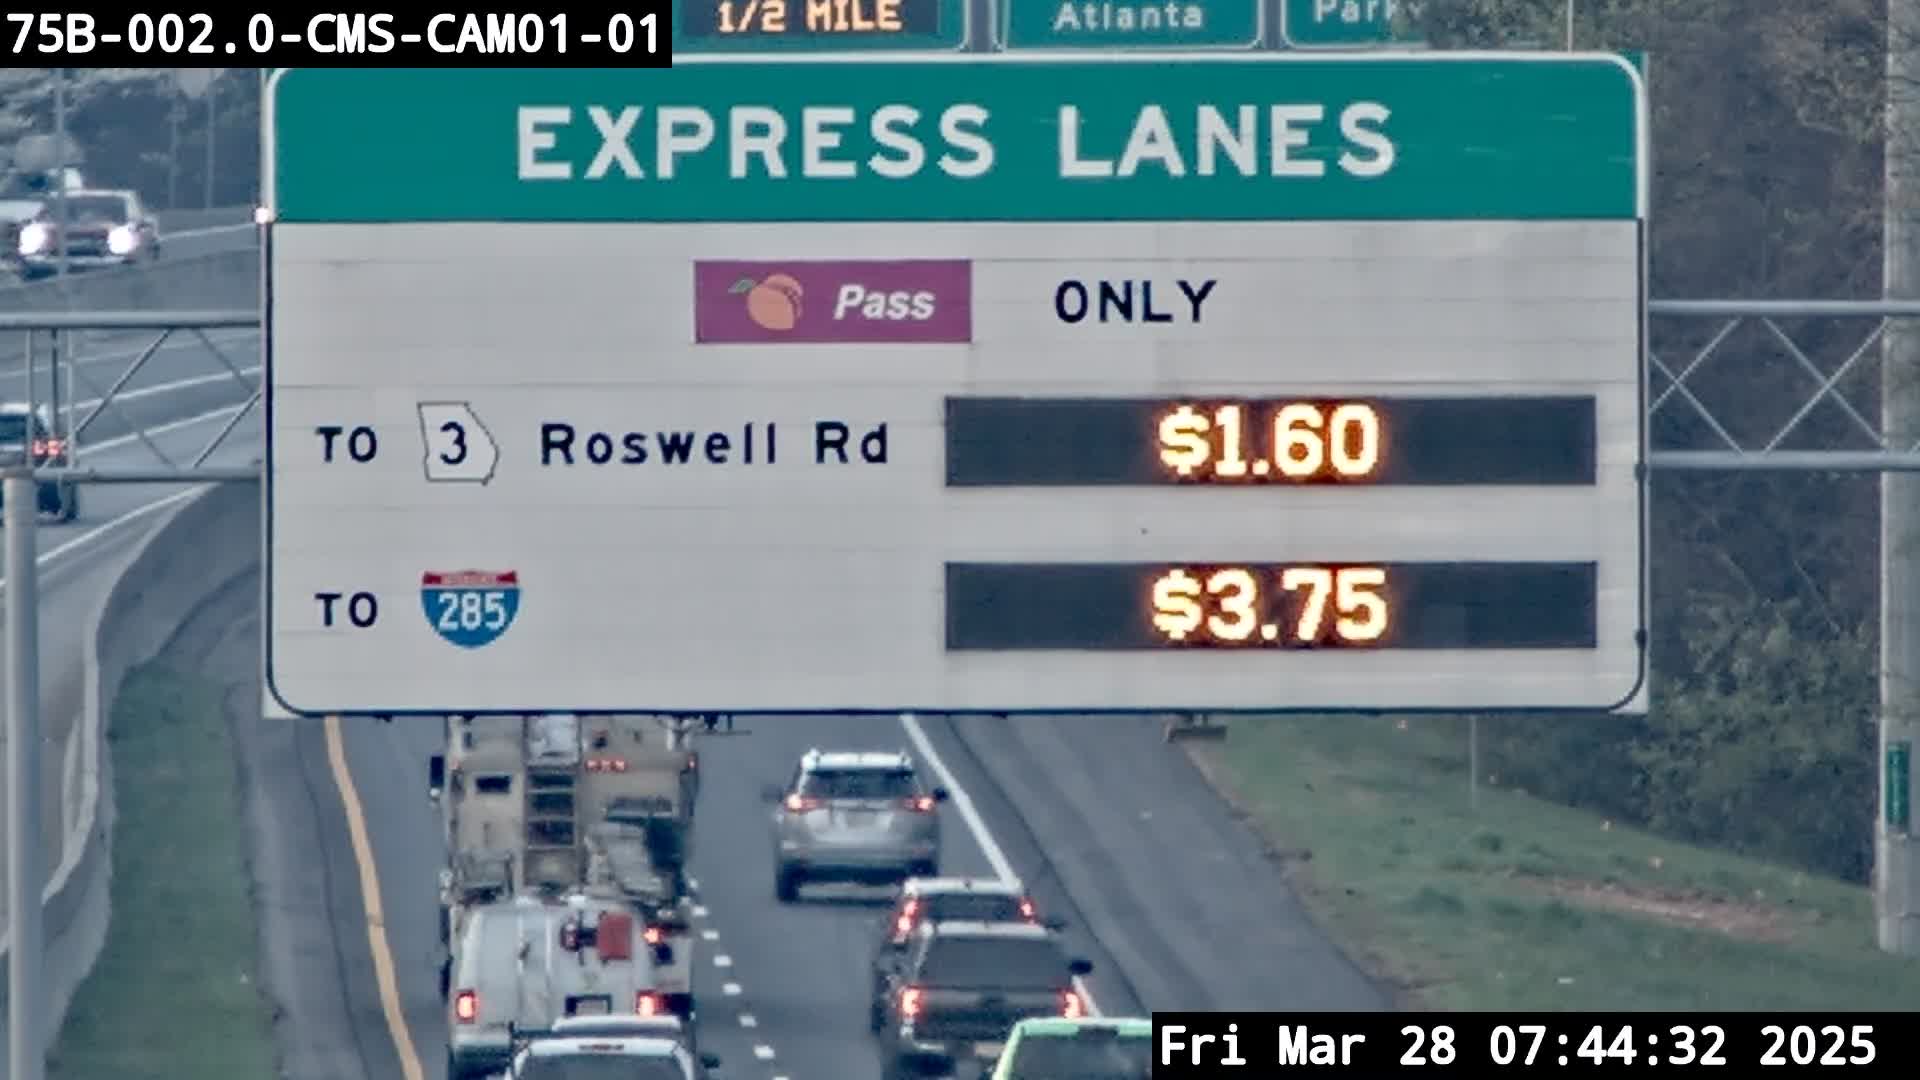 75B-002.0-CMS-CAM01-01
1/2 MILE
Atlanta
EXPRESS LANES
Pass ONLY
TO 3 Roswell Rd $1.60
TO 285 $3.75
Fri Mar 28 07:44:32 2025